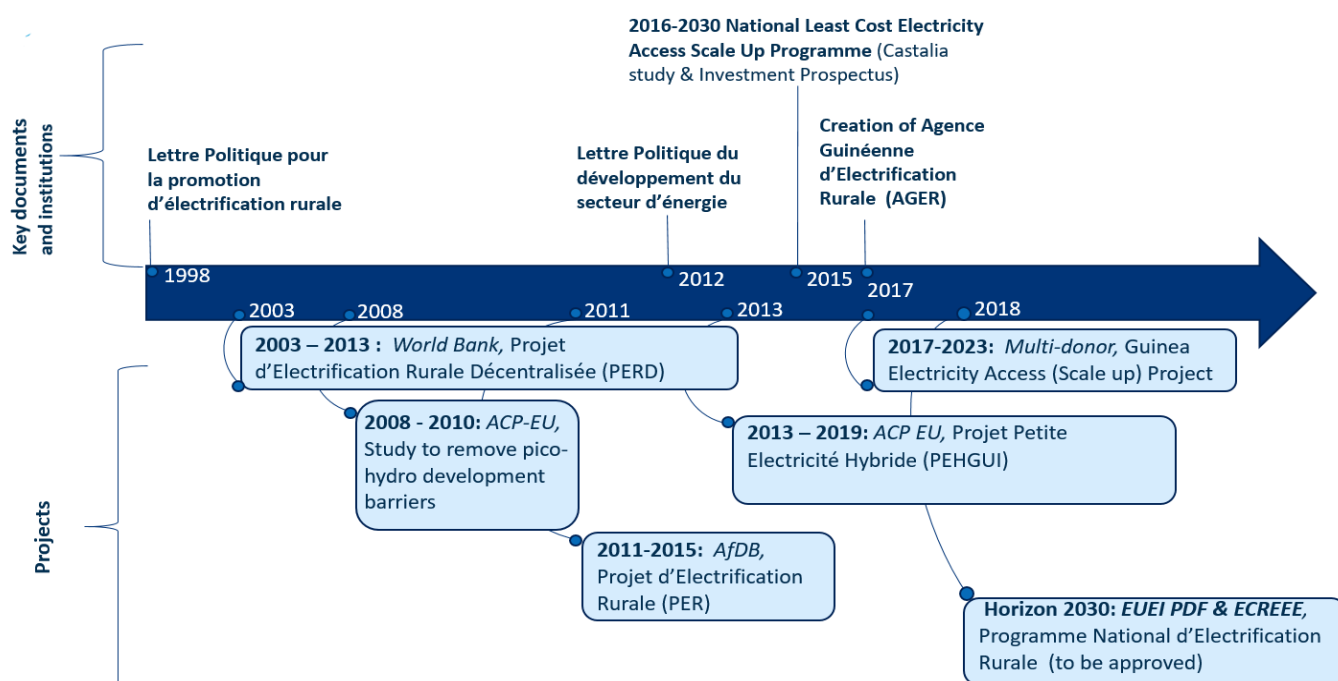 2016-2030 National Least Cost Electricity
Access Scale Up Programme (Castalia
study & Investment Prospectus)
Key documents
and institutions
Lettre Politique pour
la promotion
d'électrification rurale
Lettre Politique du
développement du
secteur d'énergie
Creation of Agence
Guinéenne
d'Electrification
Rurale (AGER)
1998
2012
2015
2017
2003
2008
2011
2013
2018
Projects
2003 – 2013 : World Bank, Projet
d'Electrification Rurale Décentralisée (PERD)
2017-2023: Multi-donor, Guinea
Electricity Access (Scale up) Project
2008 - 2010: ACP-EU,
Study to remove pico-
hydro development
barriers
2013 – 2019: ACP EU, Projet Petite
Electricité Hybride (PEHGUI)
2011-2015: AfDB,
Projet d'Electrification
Rurale (PER)
Horizon 2030: EUEI PDF & ECREEE,
Programme National d'Electrification
Rurale (to be approved)